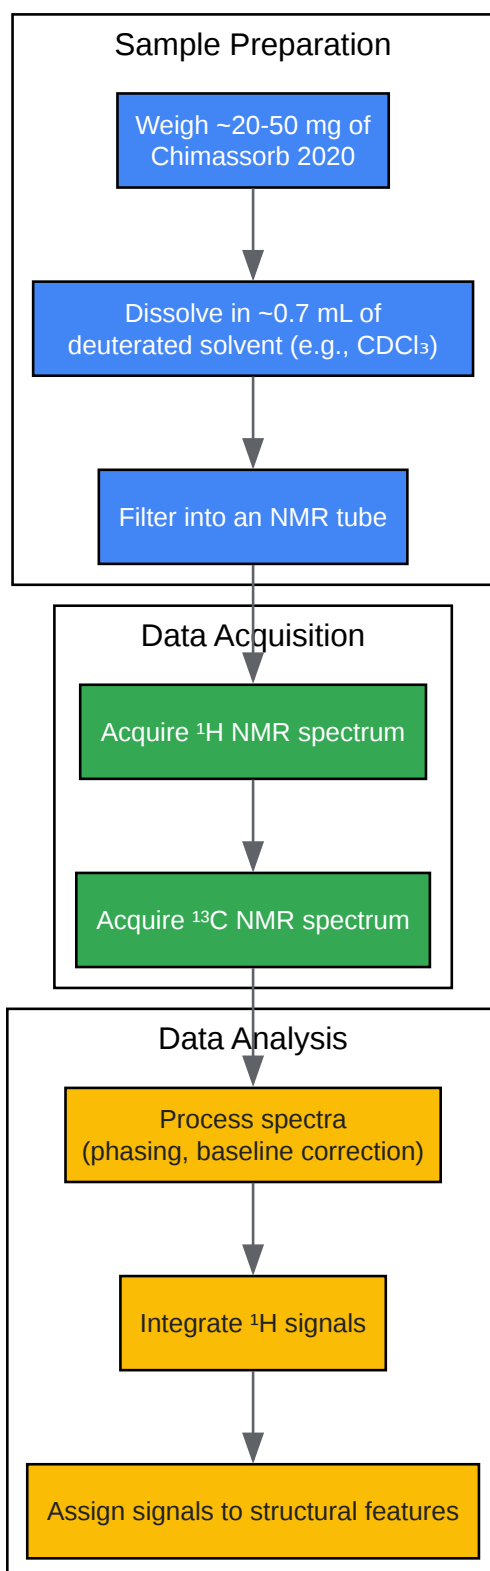 Sample Preparation
Weigh ~20-50 mg of
Chimassorb 2020
Dissolve in ~0.7 mL of
deuterated solvent (e.g., CDCl₃)
Filter into an NMR tube
Data Acquisition
Acquire ¹H NMR spectrum
Acquire ¹³C NMR spectrum
Data Analysis
Process spectra
(phasing, baseline correction)
Integrate ¹H signals
Assign signals to structural features